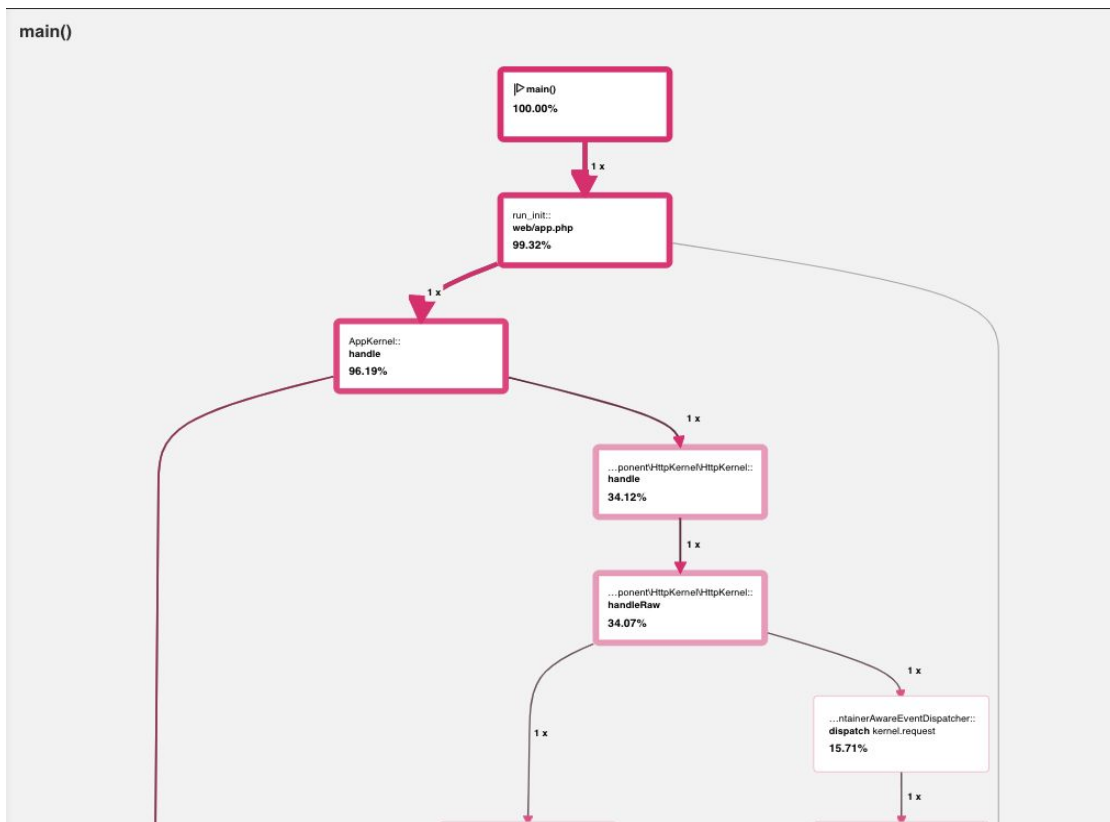 main()
main()
100.00%
1 x
run_init::
web/app.php
99.32%
1 x
AppKernel::
handle
96.19%
1 x
...ponent\HttpKernel\HttpKernel::
handle
34.12%
1 x
...ponent\HttpKernel\HttpKernel::
handleRaw
34.07%
1 x
...ntainerAwareEventDispatcher::
dispatch kernel.request
15.71%
1 x
1 x